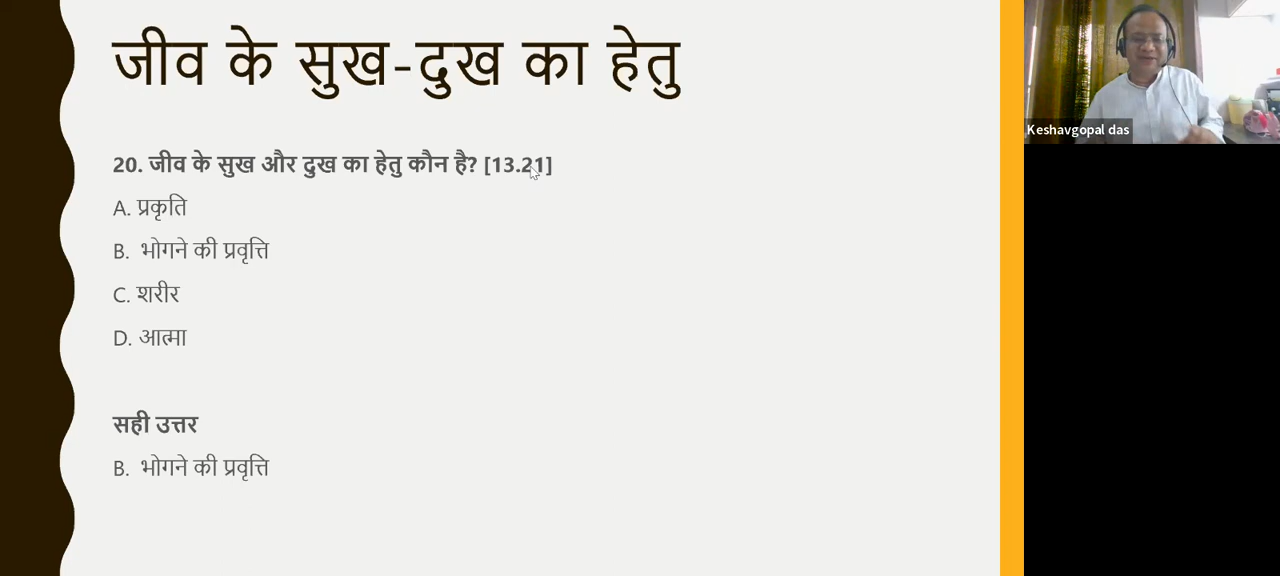 जीव के सुख-दुख का हेतु
20. जीव के सुख और दुख का हेतु कौन है? [13.21]
A. प्रकृति
B. भोगने की प्रवृत्ति
C. शरीर
D. आत्मा
सही उत्तर
B. भोगने की प्रवृत्ति
Keshavgopal das